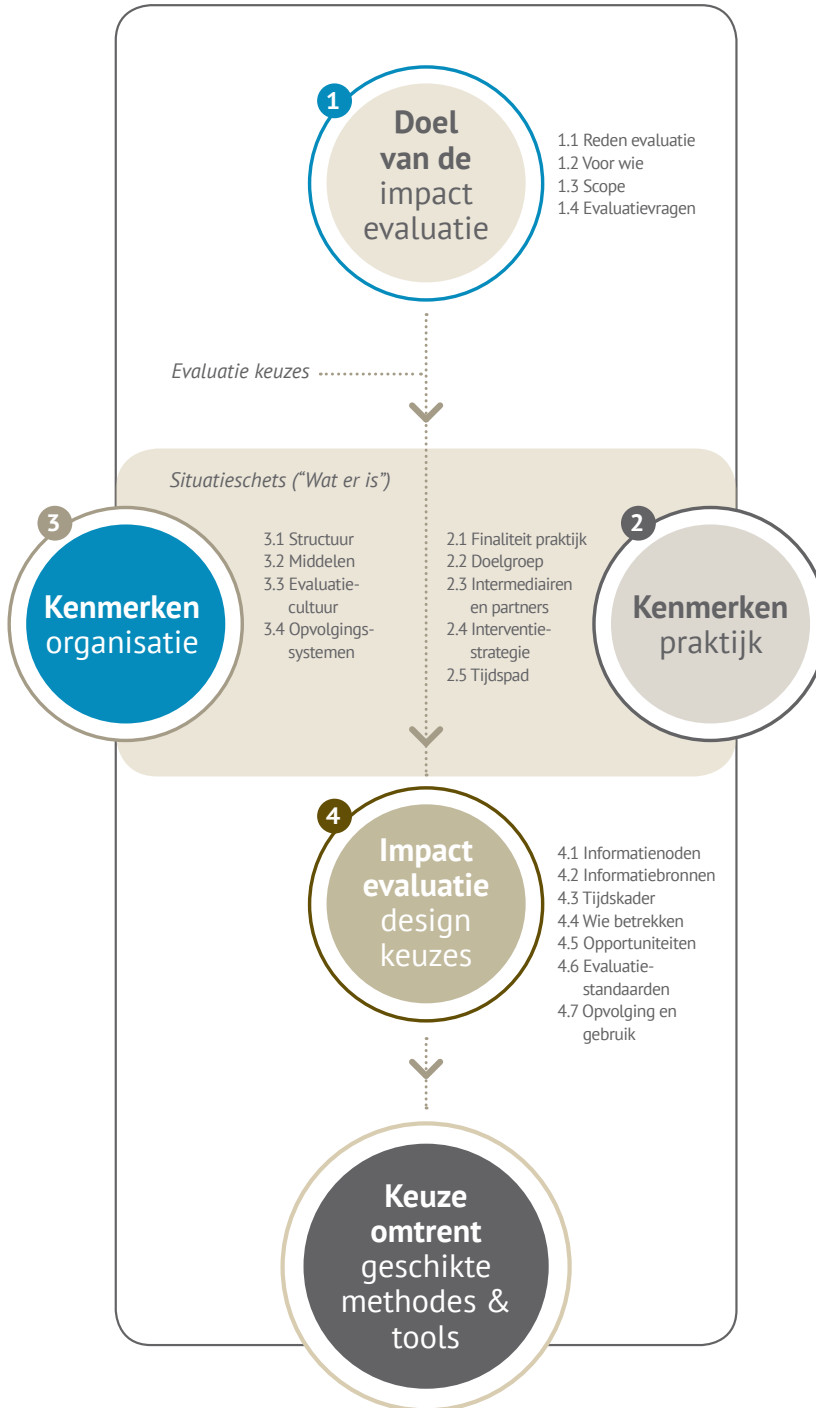 1
Doel
van de
impact
evaluatie
1.1 Reden evaluatie
1.2 Voor wie
1.3 Scope
1.4 Evaluatievragen
Evaluatie keuzes
Situatieschets (“Wat er is”)
3
Kenmerken
organisatie
3.1 Structuur
3.2 Middelen
3.3 Evaluatie-
cultuur
3.4 Opvolgings-
systemen
2.1 Finaliteit praktijk
2.2 Doelgroep
2.3 Intermediairen
en partners
2.4 Interventie-
strategie
2.5 Tijdspad
2
Kenmerken
praktijk
4
Impact
evaluatie
design
keuzes
4.1 Informatienoden
4.2 Informatiebronnen
4.3 Tijdskader
4.4 Wie betrekken
4.5 Opportuniteiten
4.6 Evaluatie-
standaarden
4.7 Opvolging en
gebruik
Keuze
omtrent
geschikte
methodes &
tools